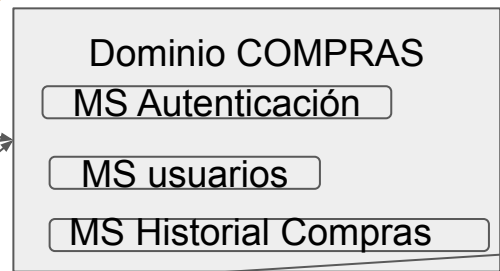 Dominio COMPRAS
MS Autenticación
MS usuarios
MS Historial Compras